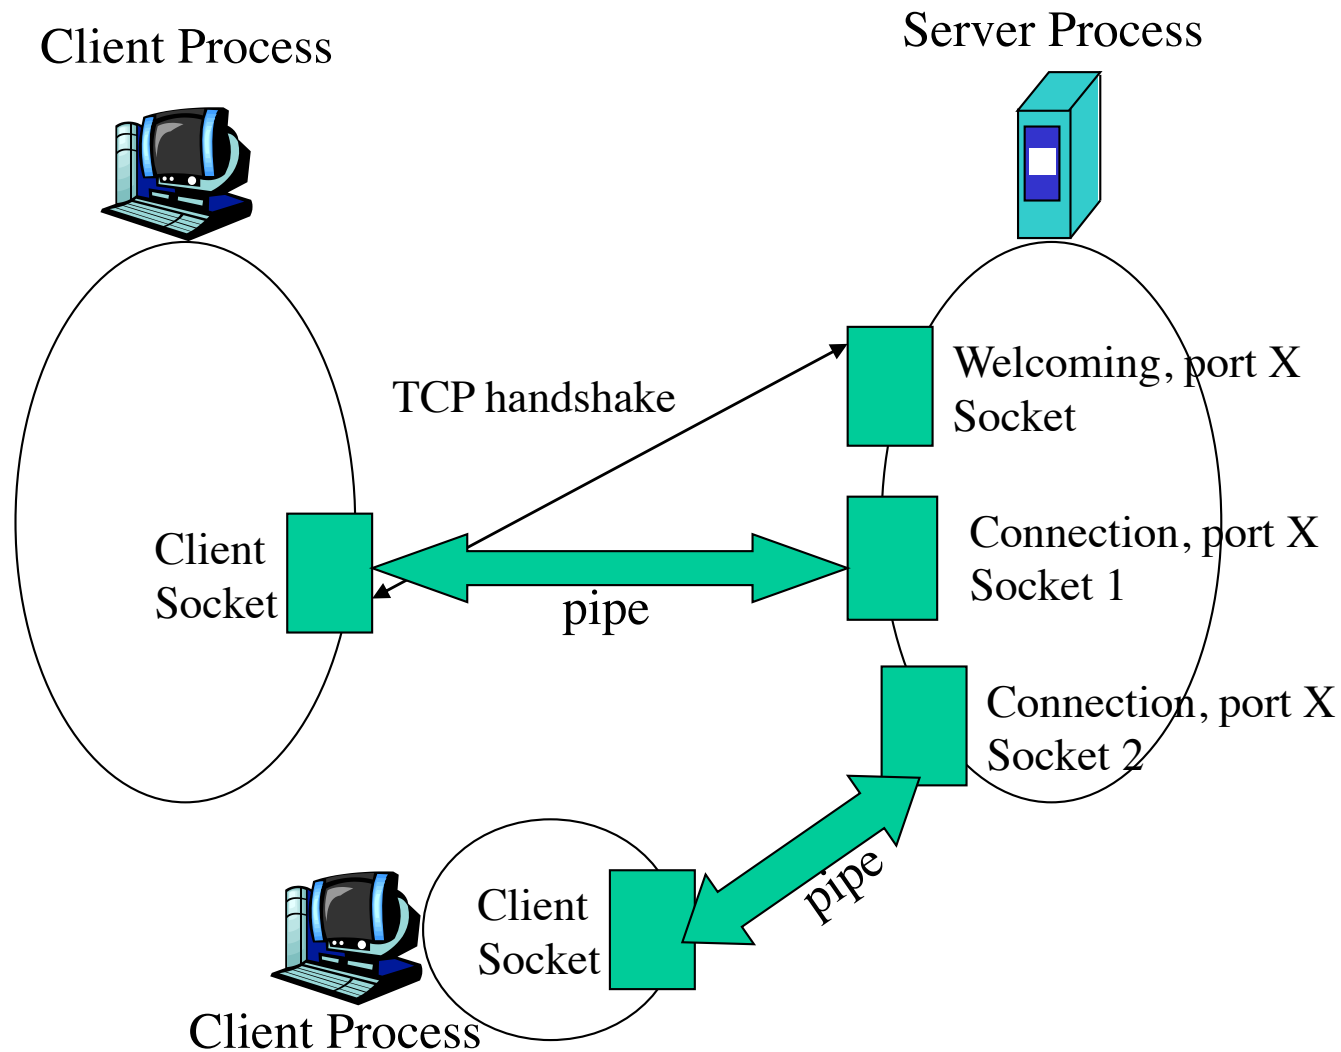 Client Process
Server Process
TCP handshake
Welcoming, port X
Socket
Client
Socket
pipe
Connection, port X
Socket 1
Connection, port X
Socket 2
pipe
Client
Socket
Client Process